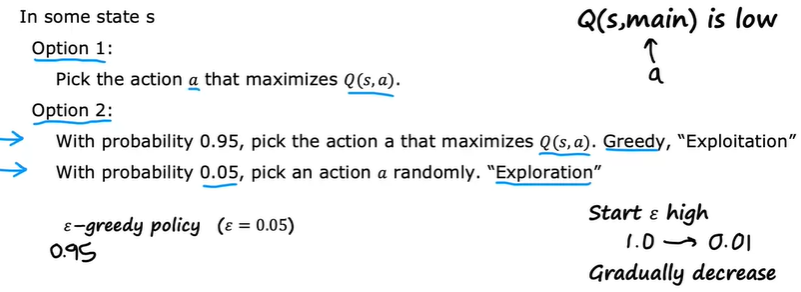 In some state s
Q(s,main) is low
↑
a
Option 1:
Pick the action a that maximizes Q(s,a).
Option 2:
→ With probability 0.95, pick the action a that maximizes Q(s,a). Greedy, “Exploitation”
→ With probability 0.05, pick an action a randomly. “Exploration”
ε-greedy policy (ε = 0.05)
0.95
Start ε high
1.0 → 0.01
Gradually decrease